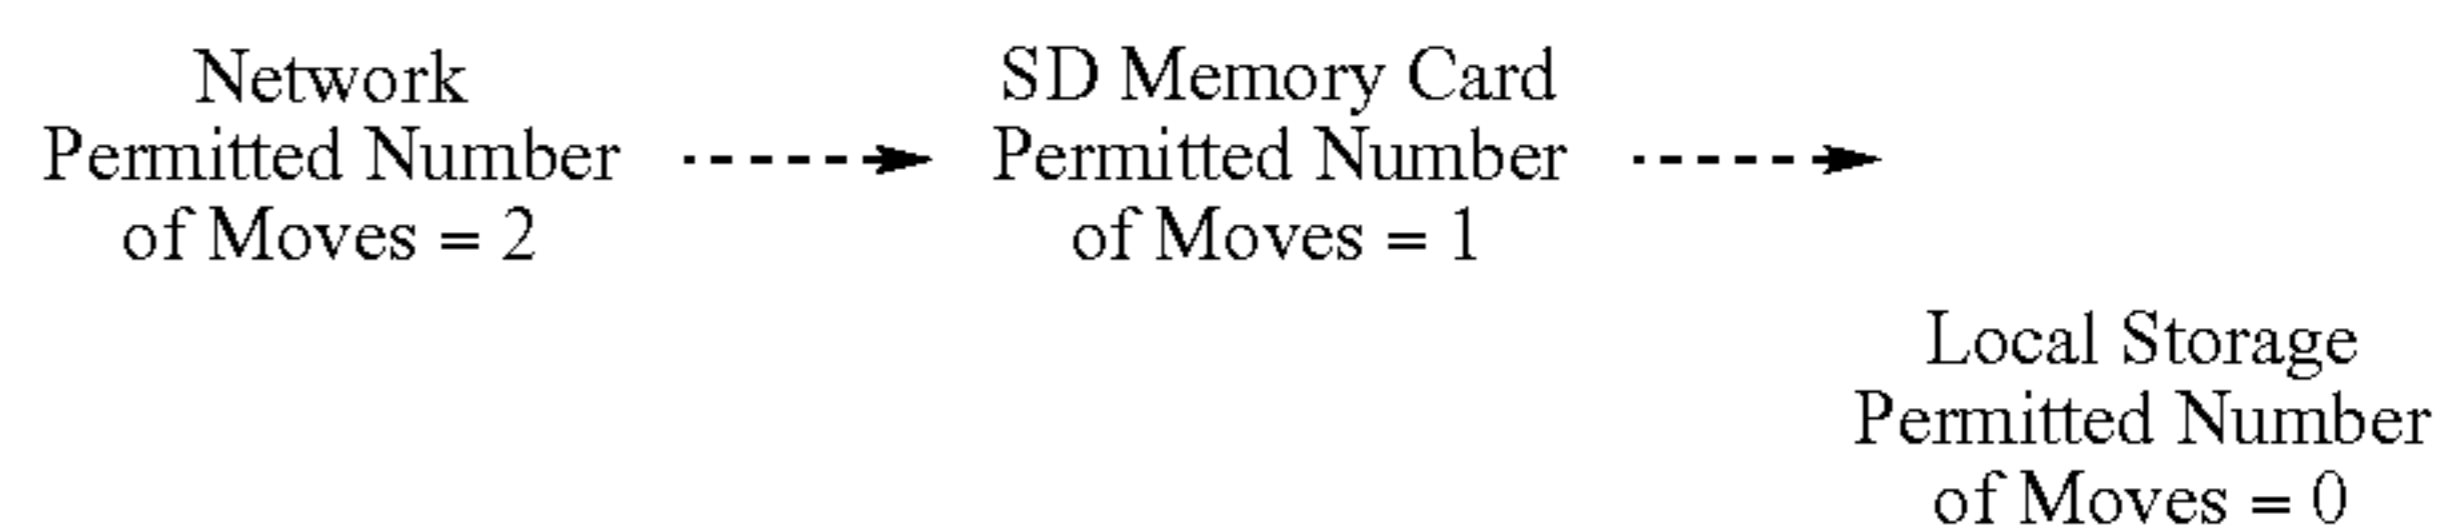 Network
Permitted Number
of Moves = 2
SD Memory Card
Permitted Number
of Moves = 1
Local Storage
Permitted Number
of Moves = 0